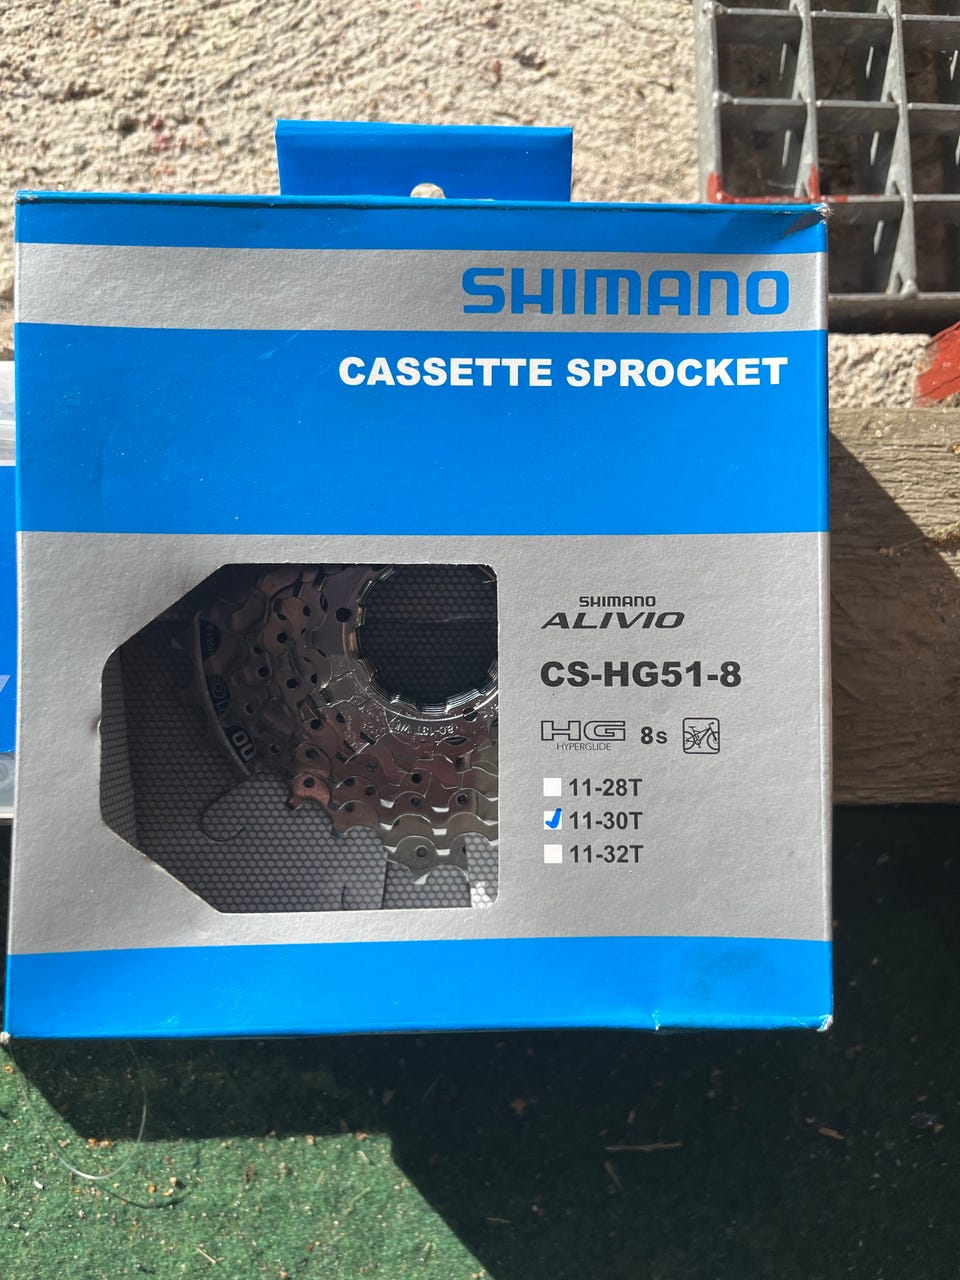 SHIMANO
CASSETTE SPROCKET
SHIMANO
ALIVIO
CS-HG51-8
HG
HYPERGLIDE
8s
11-28T
11-30T
11-32T